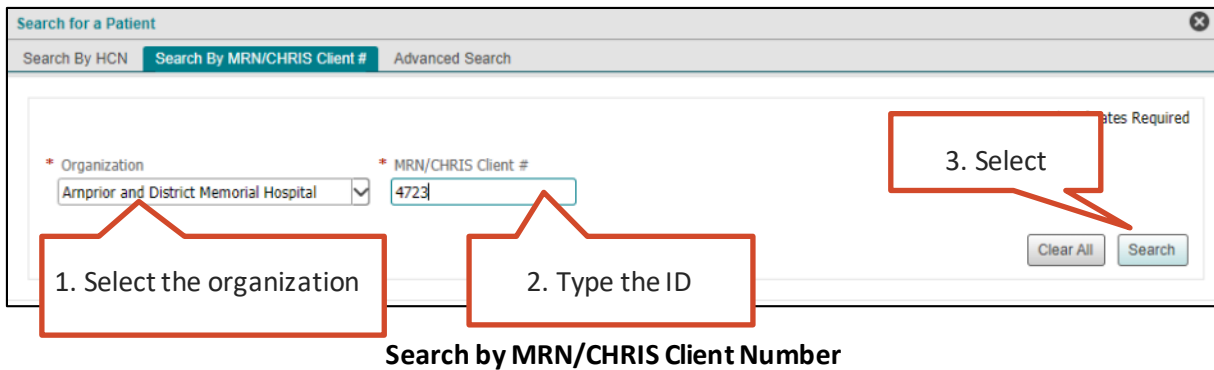 Search for a Patient
Search By HCN Search By MRN/CHRIS Client # Advanced Search
Required
* Organization * MRN/CHRIS Client #
Arnprior and District Memorial Hospital 4723
3. Select
Clear All Search
1. Select the organization
2. Type the ID
Search by MRN/CHRIS Client Number